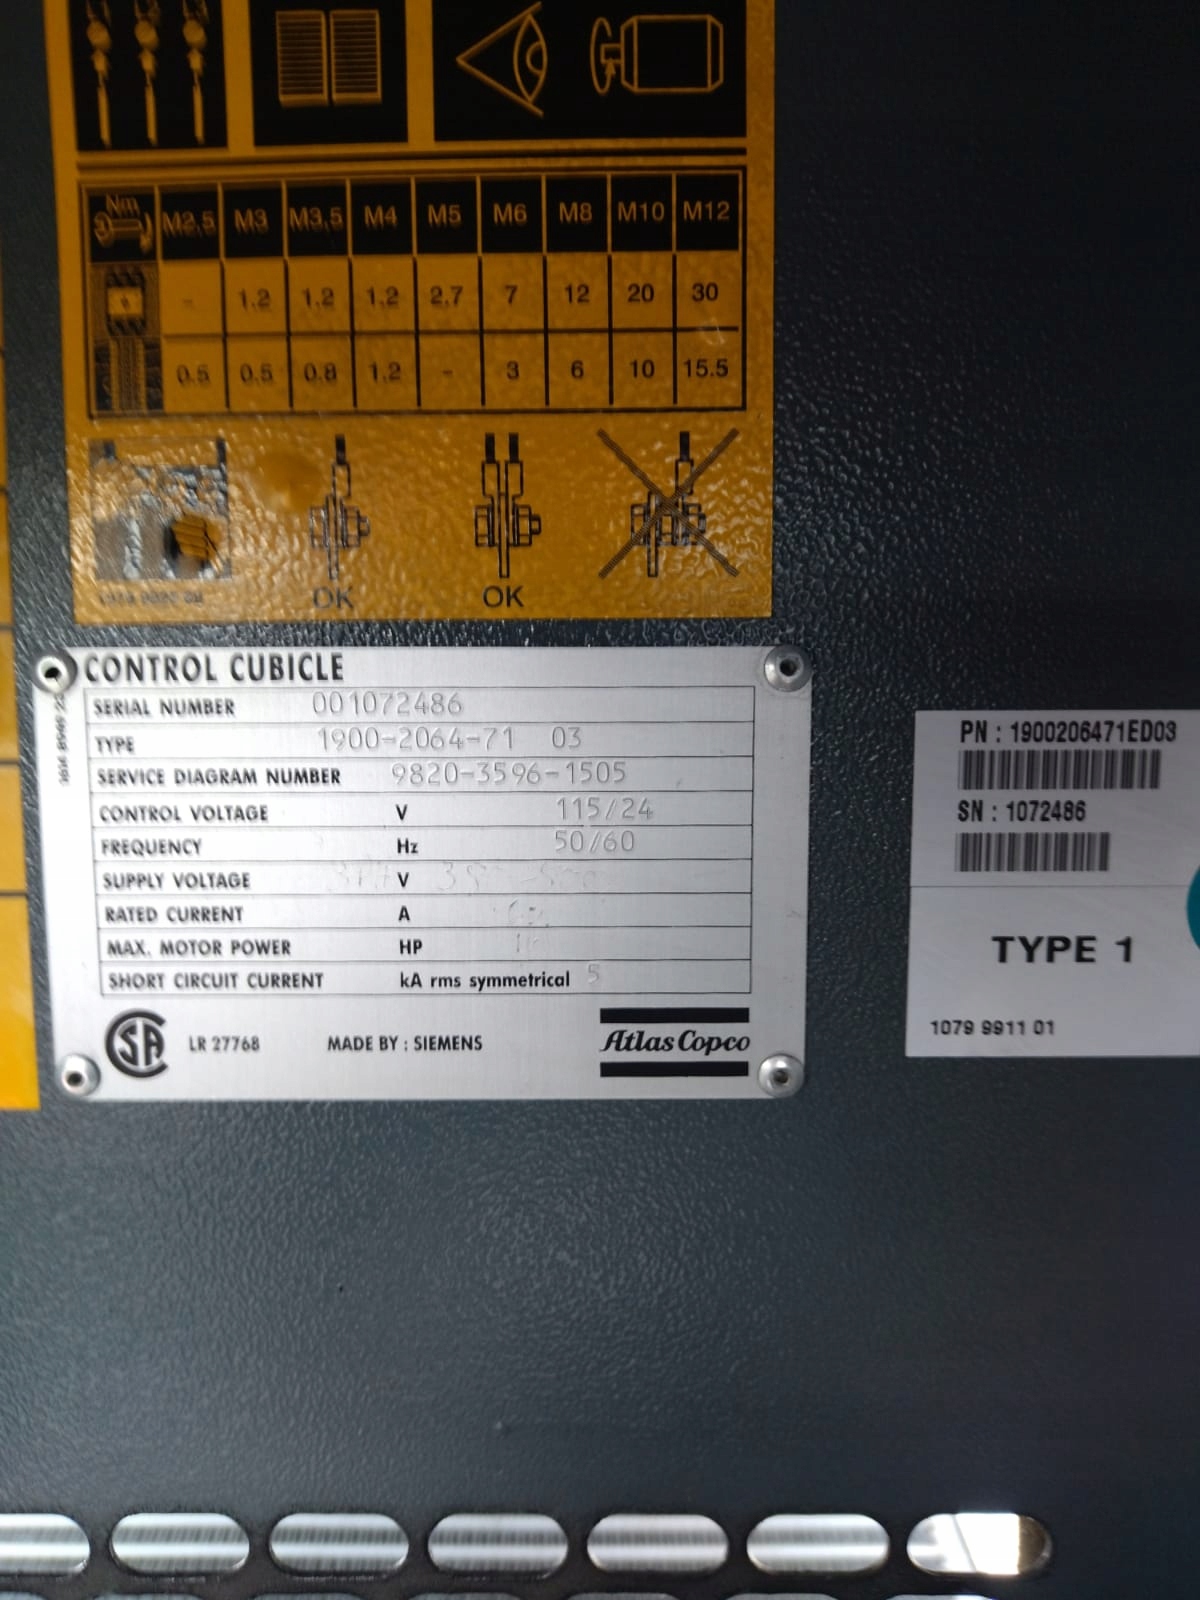 Nm M2,5 M3 M3,5 M4 M5 M6 M8 M10 M12
- 1.2 1.2 1.2 2.7 7 12 20 30
0.5 0.5 0.8 1.2 - 3 6 10 15.5
OK OK
CONTROL CUBICLE
SERIAL NUMBER 001072486
TYPE 1900-2064-71 03
SERVICE DIAGRAM NUMBER 9820-3596-1505
CONTROL VOLTAGE V 115/24
FREQUENCY Hz 50/60
SUPPLY VOLTAGE V
RATED CURRENT A
MAX. MOTOR POWER HP
SHORT CIRCUIT CURRENT kA rms symmetrical 5
LR 27768 MADE BY : SIEMENS Atlas Copco
PN : 1900206471ED03
SN : 1072486
TYPE 1
1079 9911 01